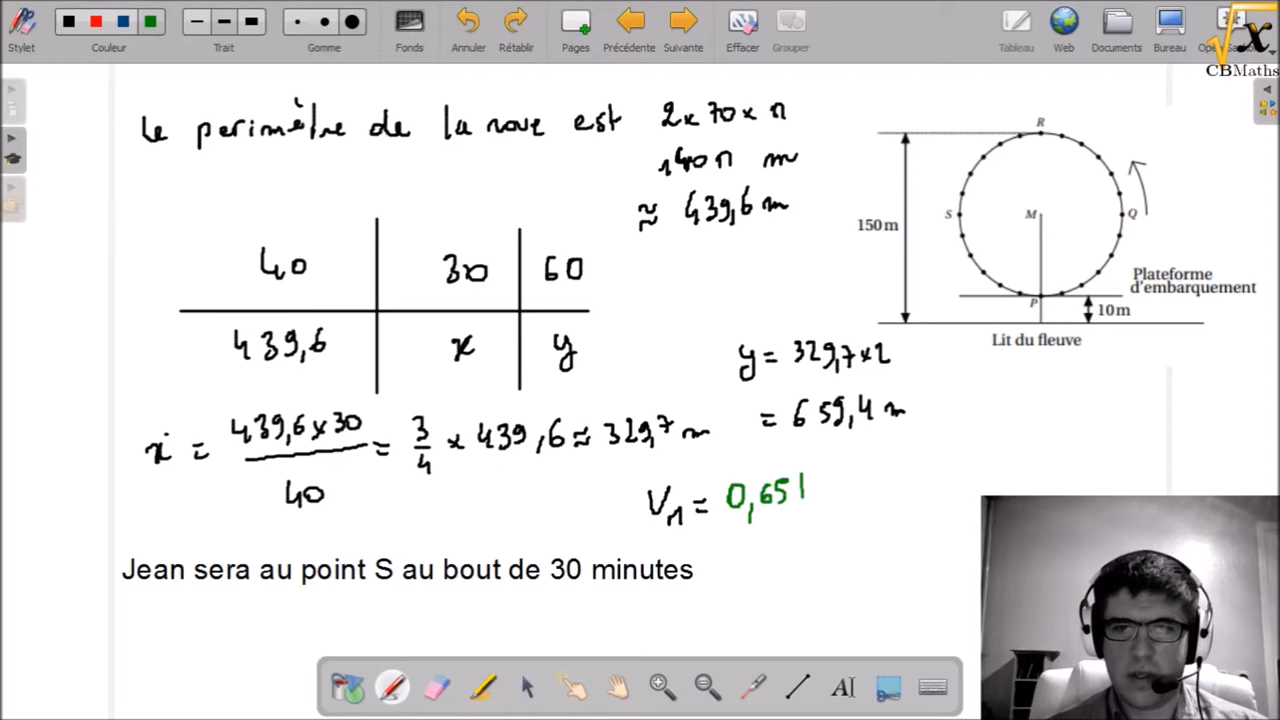 Stylet
Couleur
Trait
Gomme
Fonds
Annuler
Rétablir
Pages
Précédente
Suivante
Effacer
Grouper
Tableau
Web
Documents
Bureau
CBMaths
Le perimètre de la roue est 2 x 70 x π
140 π m
≈ 439,6 m
40 30 60
439,6 x y
x = 439,6 x 30 / 40 = 3/4 x 439,6 ≈ 329,7 m
y = 329,7 x 2
= 659,4 m
V₁ = 0,651
Jean sera au point S au bout de 30 minutes
R
S
M
Q
P
150 m
Plateforme
d'embarquement
10 m
Lit du fleuve
AI